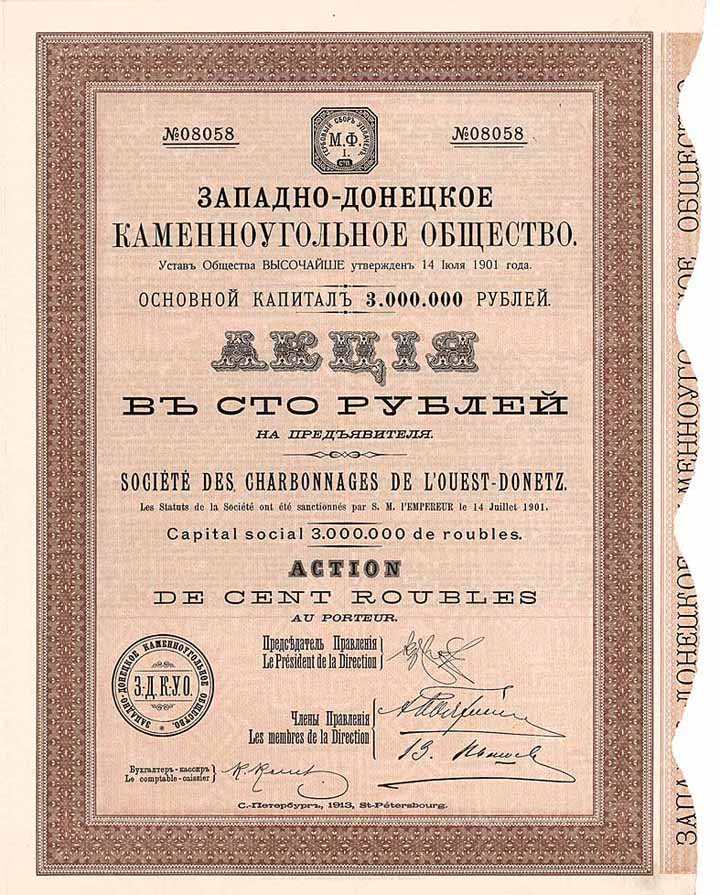 №08058
№08058
ГЕРБОВЫЙ СБОРЪ УПЛАЧЕНЪ.
М.Ф.
I.
СТП.
ЗАПАДНО-ДОНЕЦКОЕ
КАМЕННОУГОЛЬНОЕ ОБЩЕСТВО.
Уставъ Общества ВЫСОЧАЙШЕ утвержденъ 14 Іюля 1901 года.
ОСНОВНОЙ КАПИТАЛЪ 3.000.000 РУБЛЕЙ.
АКЦІЯ
ВЪ СТО РУБЛЕЙ
НА ПРЕДЪЯВИТЕЛЯ.
SOCIÉTÉ DES CHARBONNAGES DE L'OUEST-DONETZ.
Les Statuts de la Société ont été sanctionnés par S. M. l'EMPEREUR le 14 Juillet 1901.
Capital social 3.000.000 de roubles.
ACTION
DE CENT ROUBLES
AU PORTEUR.
Предсѣдатель Правленія
Le Président de la Direction
ЗАПАДНО-ДОНЕЦКОЕ КАМЕННОУГОЛЬНОЕ ОБЩЕСТВО.
З.Д.К.У.О.
Члены Правленія
Les membres de la Direction
Бухгалтеръ-кассиръ
Le comptable-caissier
С.-Петербургъ, 1913, St-Pétersbourg.